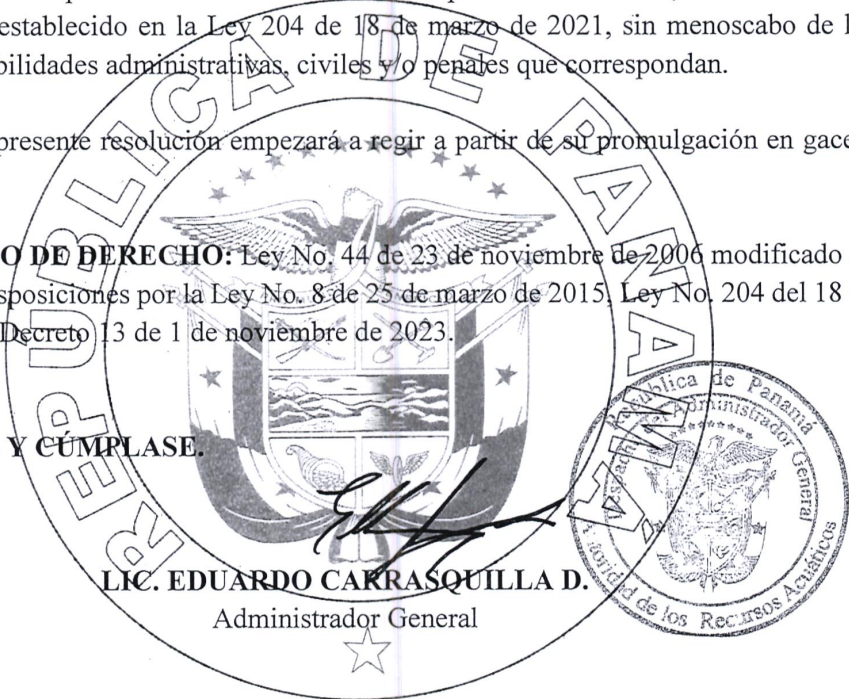 establecido en la Ley 204 de 18 de marzo de 2021, sin menoscabo de
bilidades administrativas, civiles y/o penales que correspondan.
presente resolución empezará a regir a partir de su promulgación en gace
O DE DERECHO: Ley No. 44 de 23 de noviembre de 2006 modificado
sposiciones por la Ley No. 8 de 25 de marzo de 2015, Ley No. 204 del 18
Decreto 13 de 1 de noviembre de 2023.
Y CÚMPLASE.
LIC. EDUARDO CARRASQUILLA D.
Administrador General
REPUBLICA DE PANAMÁ
República de Panamá
Despacho del Administrador General
Autoridad de los Recursos Acuáticos